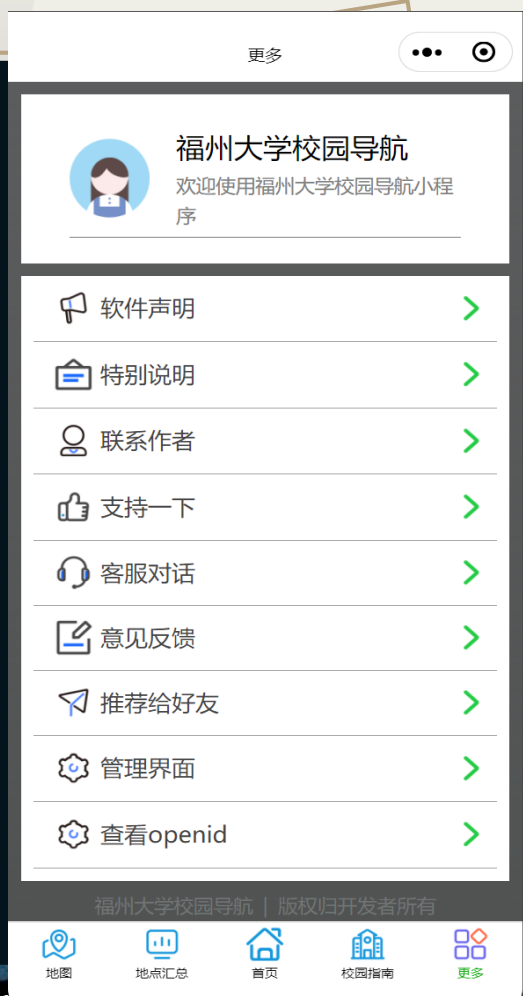 更多
福州大学校园导航
欢迎使用福州大学校园导航小程
序
软件声明
特别说明
联系作者
支持一下
客服对话
意见反馈
推荐给好友
管理界面
查看openid
福州大学校园导航 | 版权归开发者所有
地图 地点汇总 首页 校园指南 更多